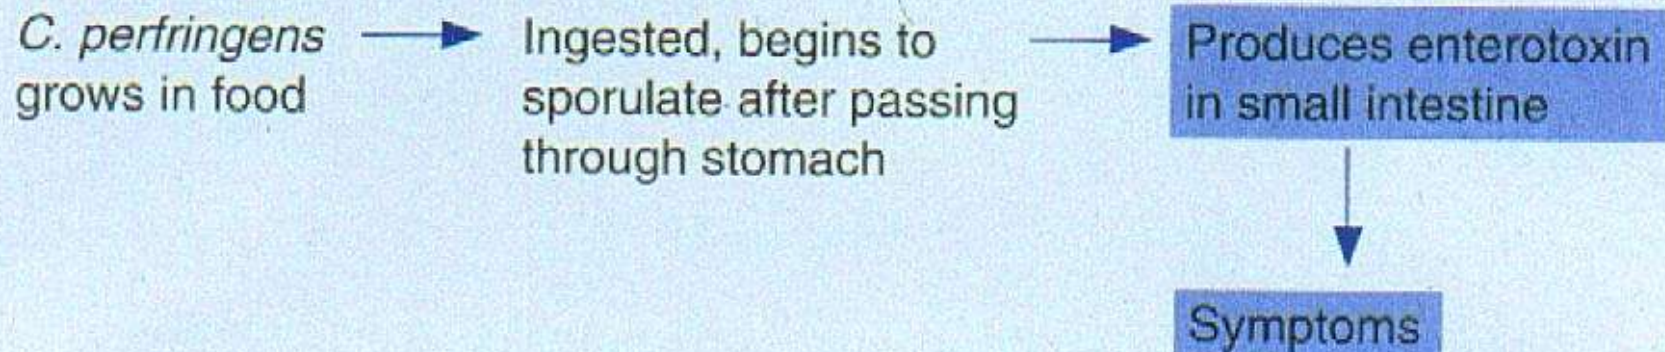 C. perfringens
grows in food
Ingested, begins to
sporulate after passing
through stomach
Produces enterotoxin
in small intestine
Symptoms